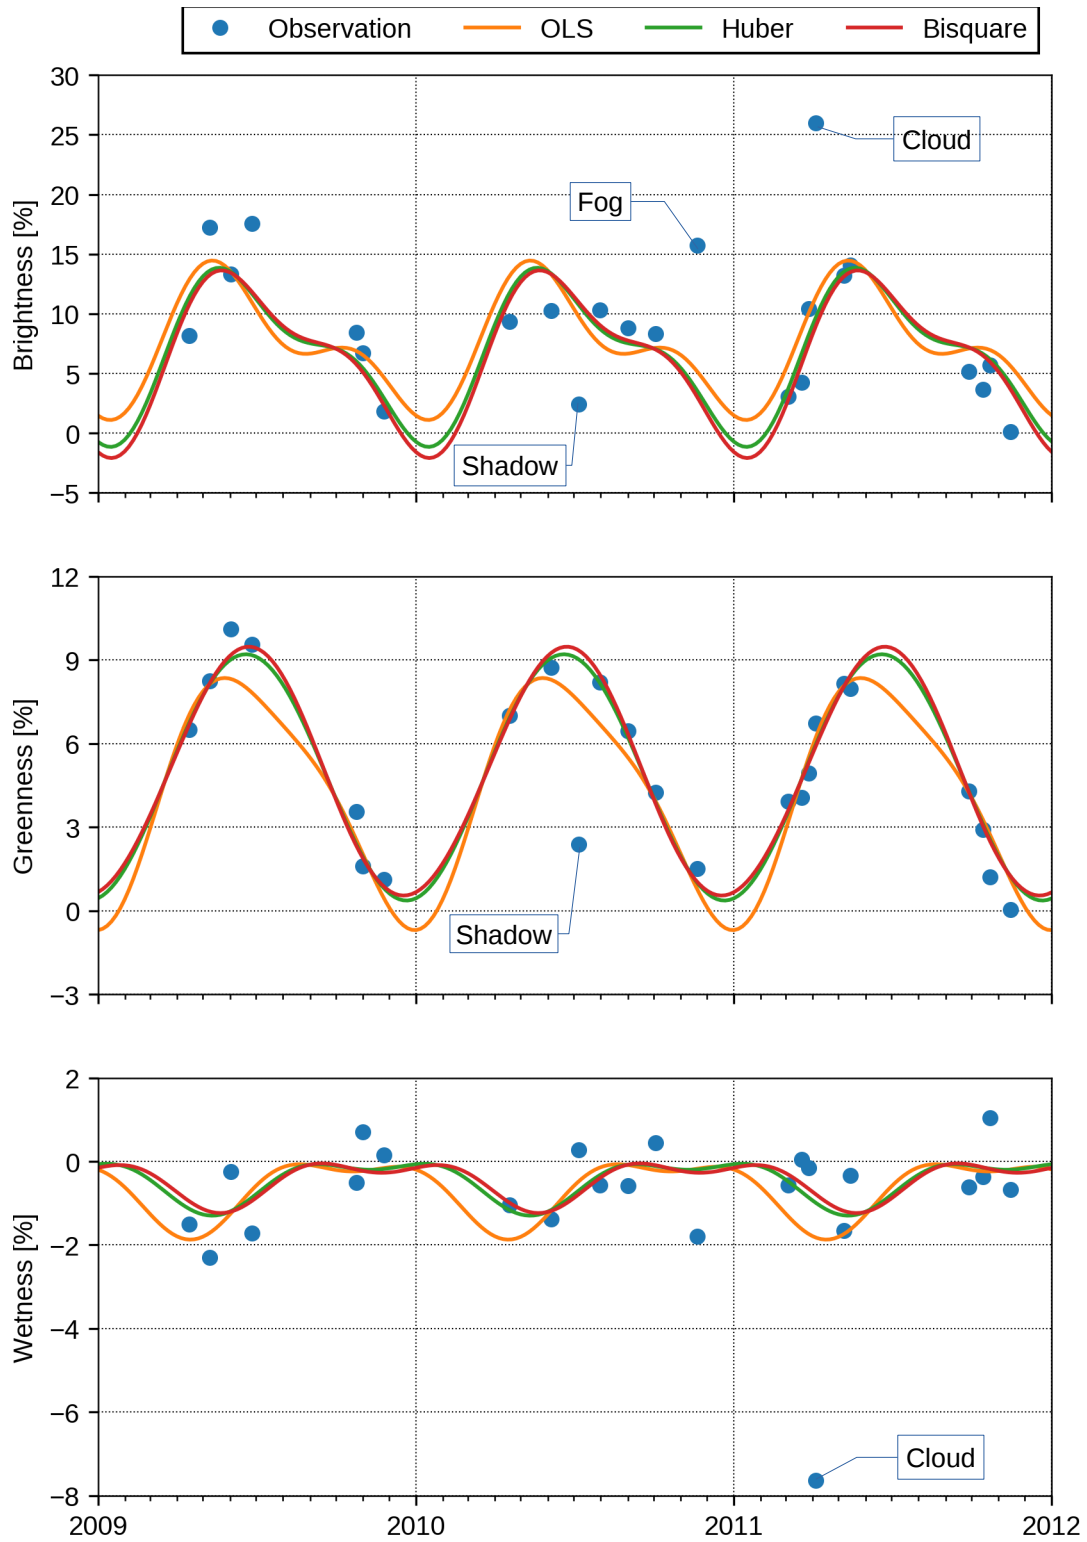 Observation OLS Huber Bisquare
30
25
20
15
10
5
0
−5
Brightness [%]
Cloud
Fog
Shadow
12
9
6
3
0
−3
Greenness [%]
Shadow
2
0
−2
−4
−6
−8
Wetness [%]
Cloud
2009 2010 2011 2012